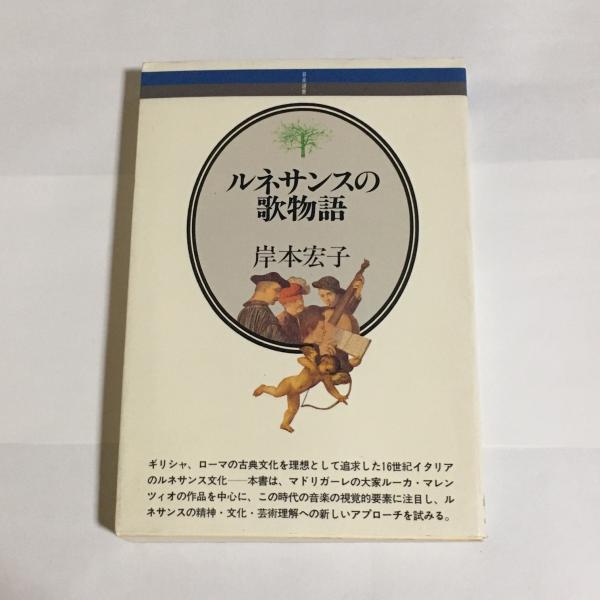 音楽選書
ルネサンスの
歌物語
岸本宏子
ギリシャ、ローマの古典文化を理想として追求した16世紀イタリア
のルネサンス文化——本書は、マドリガーレの大家ルーカ・マレン
ツィオの作品を中心に、この時代の音楽の視覚的要素に注目し、ル
ネサンスの精神・文化・芸術理解への新しいアプローチを試みる。